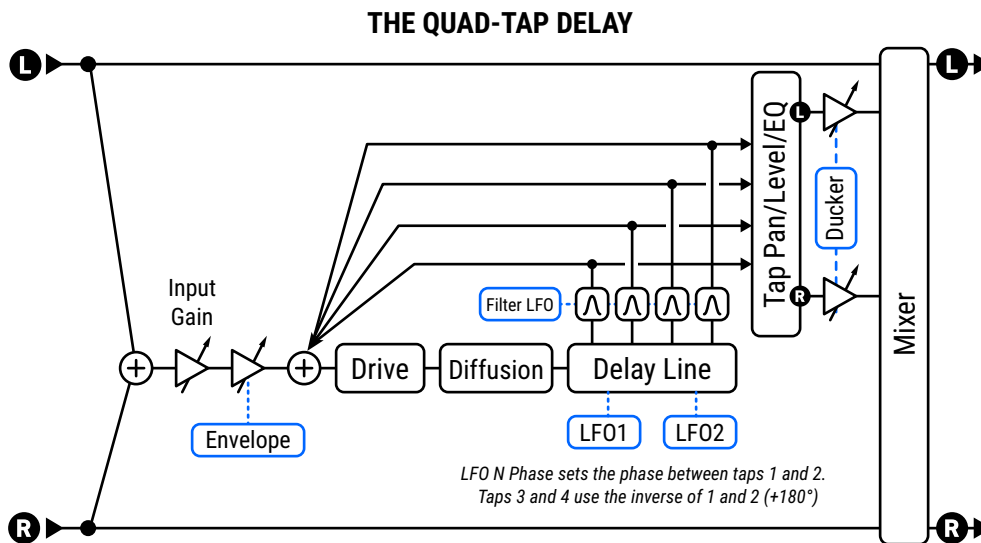 THE QUAD-TAP DELAY
L
L
Tap Pan/Level/EQ
L
R
Ducker
Mixer
Input
Gain
Filter LFO
Drive
Diffusion
Delay Line
Envelope
LFO1
LFO2
LFO N Phase sets the phase between taps 1 and 2.
Taps 3 and 4 use the inverse of 1 and 2 (+180°)
R
R